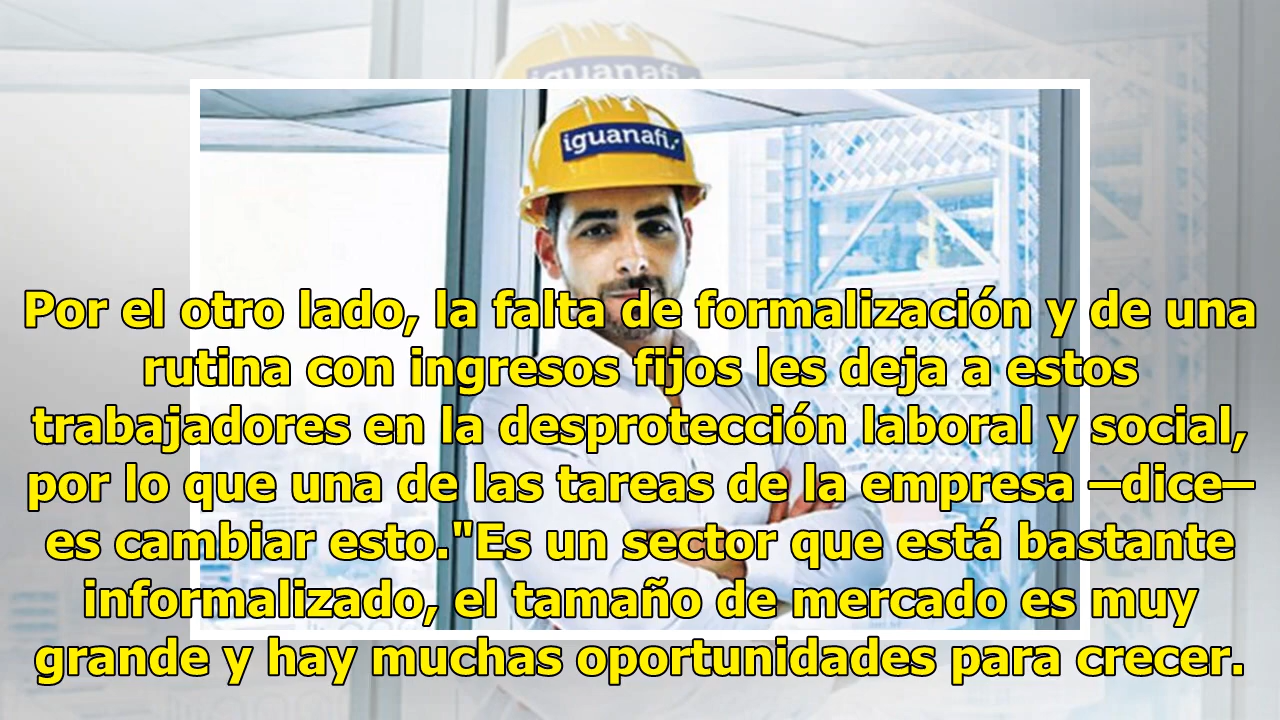 iguanafi
iguanafi
Por el otro lado, la falta de formalización y de una
rutina con ingresos fijos les deja a estos
trabajadores en la desprotección laboral y social,
por lo que una de las tareas de la empresa –dice–
es cambiar esto."Es un sector que está bastante
informalizado, el tamaño de mercado es muy
grande y hay muchas oportunidades para crecer.